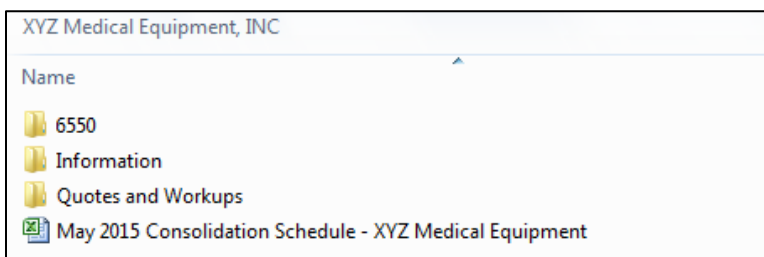 XYZ Medical Equipment, INC
Name
6550
Information
Quotes and Workups
May 2015 Consolidation Schedule - XYZ Medical Equipment